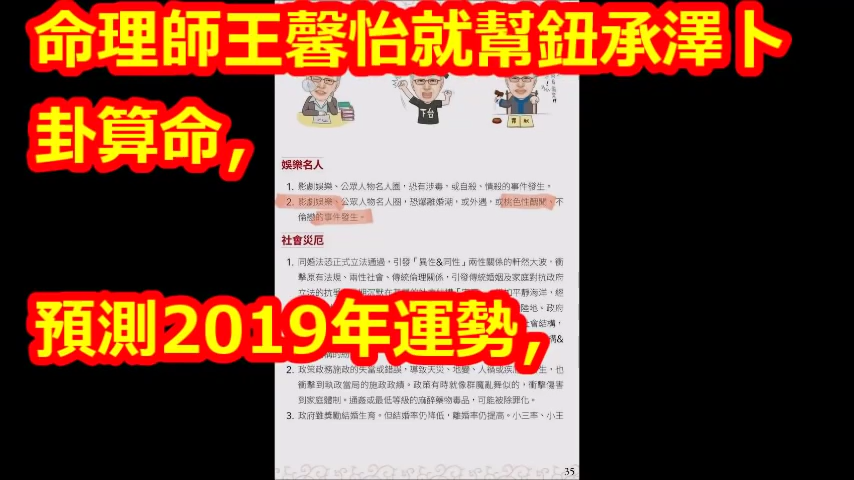 命理師王馨怡就幫鈕承澤卜
卦算命,
下台
娛樂名人
1. 影劇娛樂、公眾人物名人圈，恐有涉毒，或自殺、情殺的事件發生。
2. 影劇娛樂、公眾人物名人圈，恐爆離婚潮，或外遇，或桃色性醜聞、不
倫戀的事件發生。
社會災厄
1. 同婚法恐正式立法通過，引發「異性&同性」兩性關係的軒然大波、衝
擊原有法規、兩性社會、傳統倫理關係，引發傳統婚姻及家庭對抗政府
預測2019年運勢,
2. 政策政務施政的失當或錯誤，導致天災、地變、人禍或疾
生，也
衝擊到執政當局的施政政績。政策有時就像群魔亂舞似的，衝擊傷害
到家庭體制。通姦或最低等級的麻醉藥物毒品，可能被除罪化。
3. 政府雖獎勵結婚生育。但結婚率仍降低，離婚率仍提高。小三率、小王
35